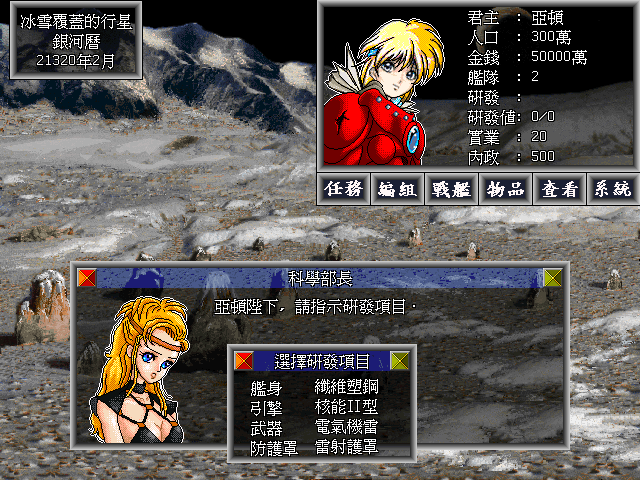 冰雪覆蓋的行星
銀河曆
21320年2月
君主 : 亞頓
人口 : 300萬
金錢 : 50000萬
艦隊 : 2
研發 :
研發值: 0/0
實業 : 20
內政 : 500
任務 編組 戰艦 物品 查看 系統
科學部長
亞頓陛下, 請指示研發項目.
選擇研發項目
艦身 纖維塑鋼
引擎 核能II型
武器 電氣機雷
防護罩 雷射護罩